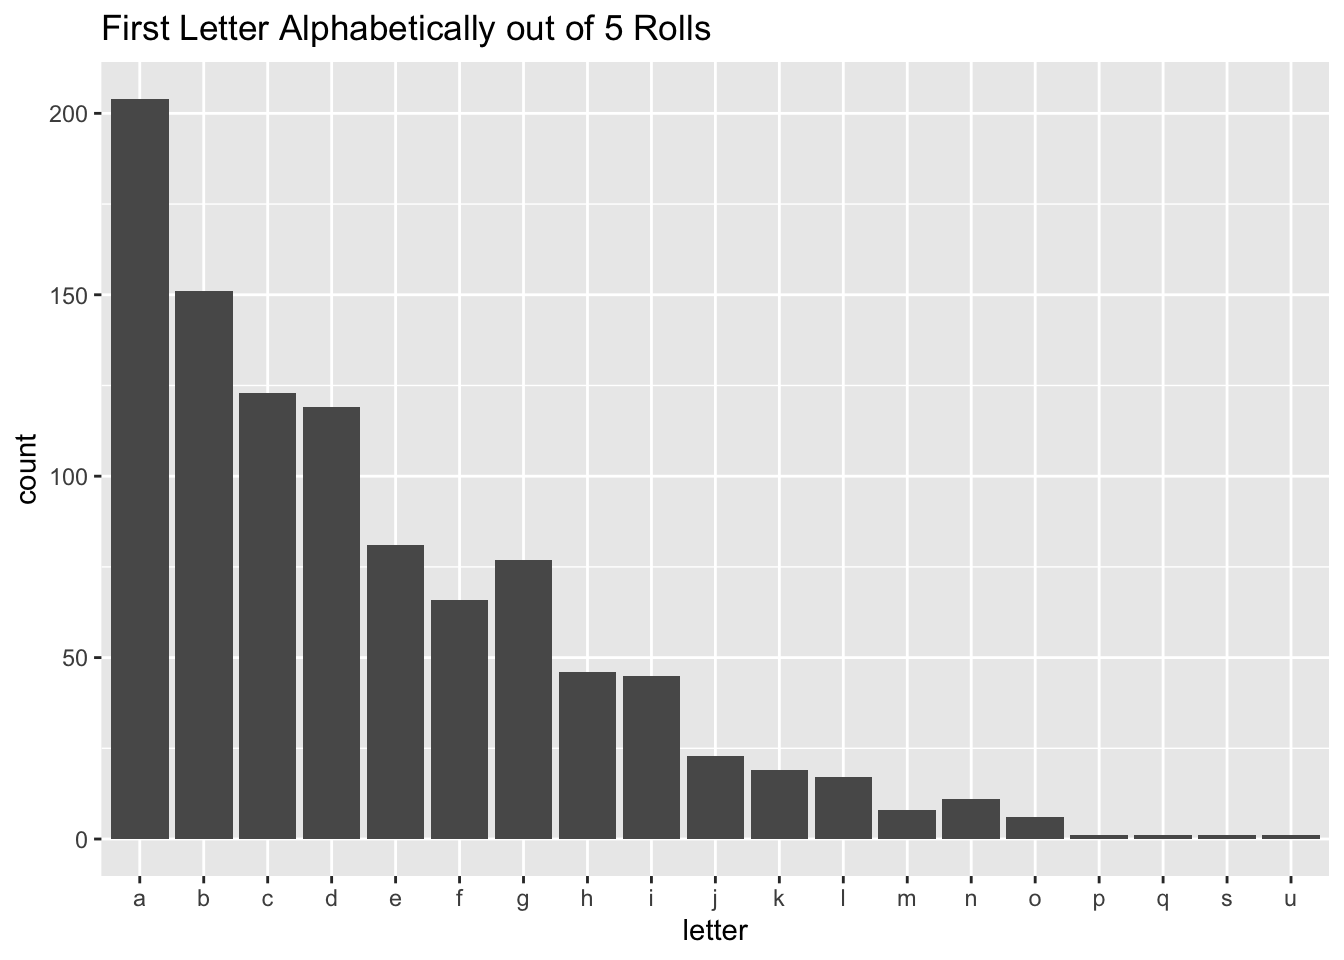 First Letter Alphabetically out of 5 Rolls
200
150
100
50
0
count
a b c d e f g h i j k l m n o p q s u
letter